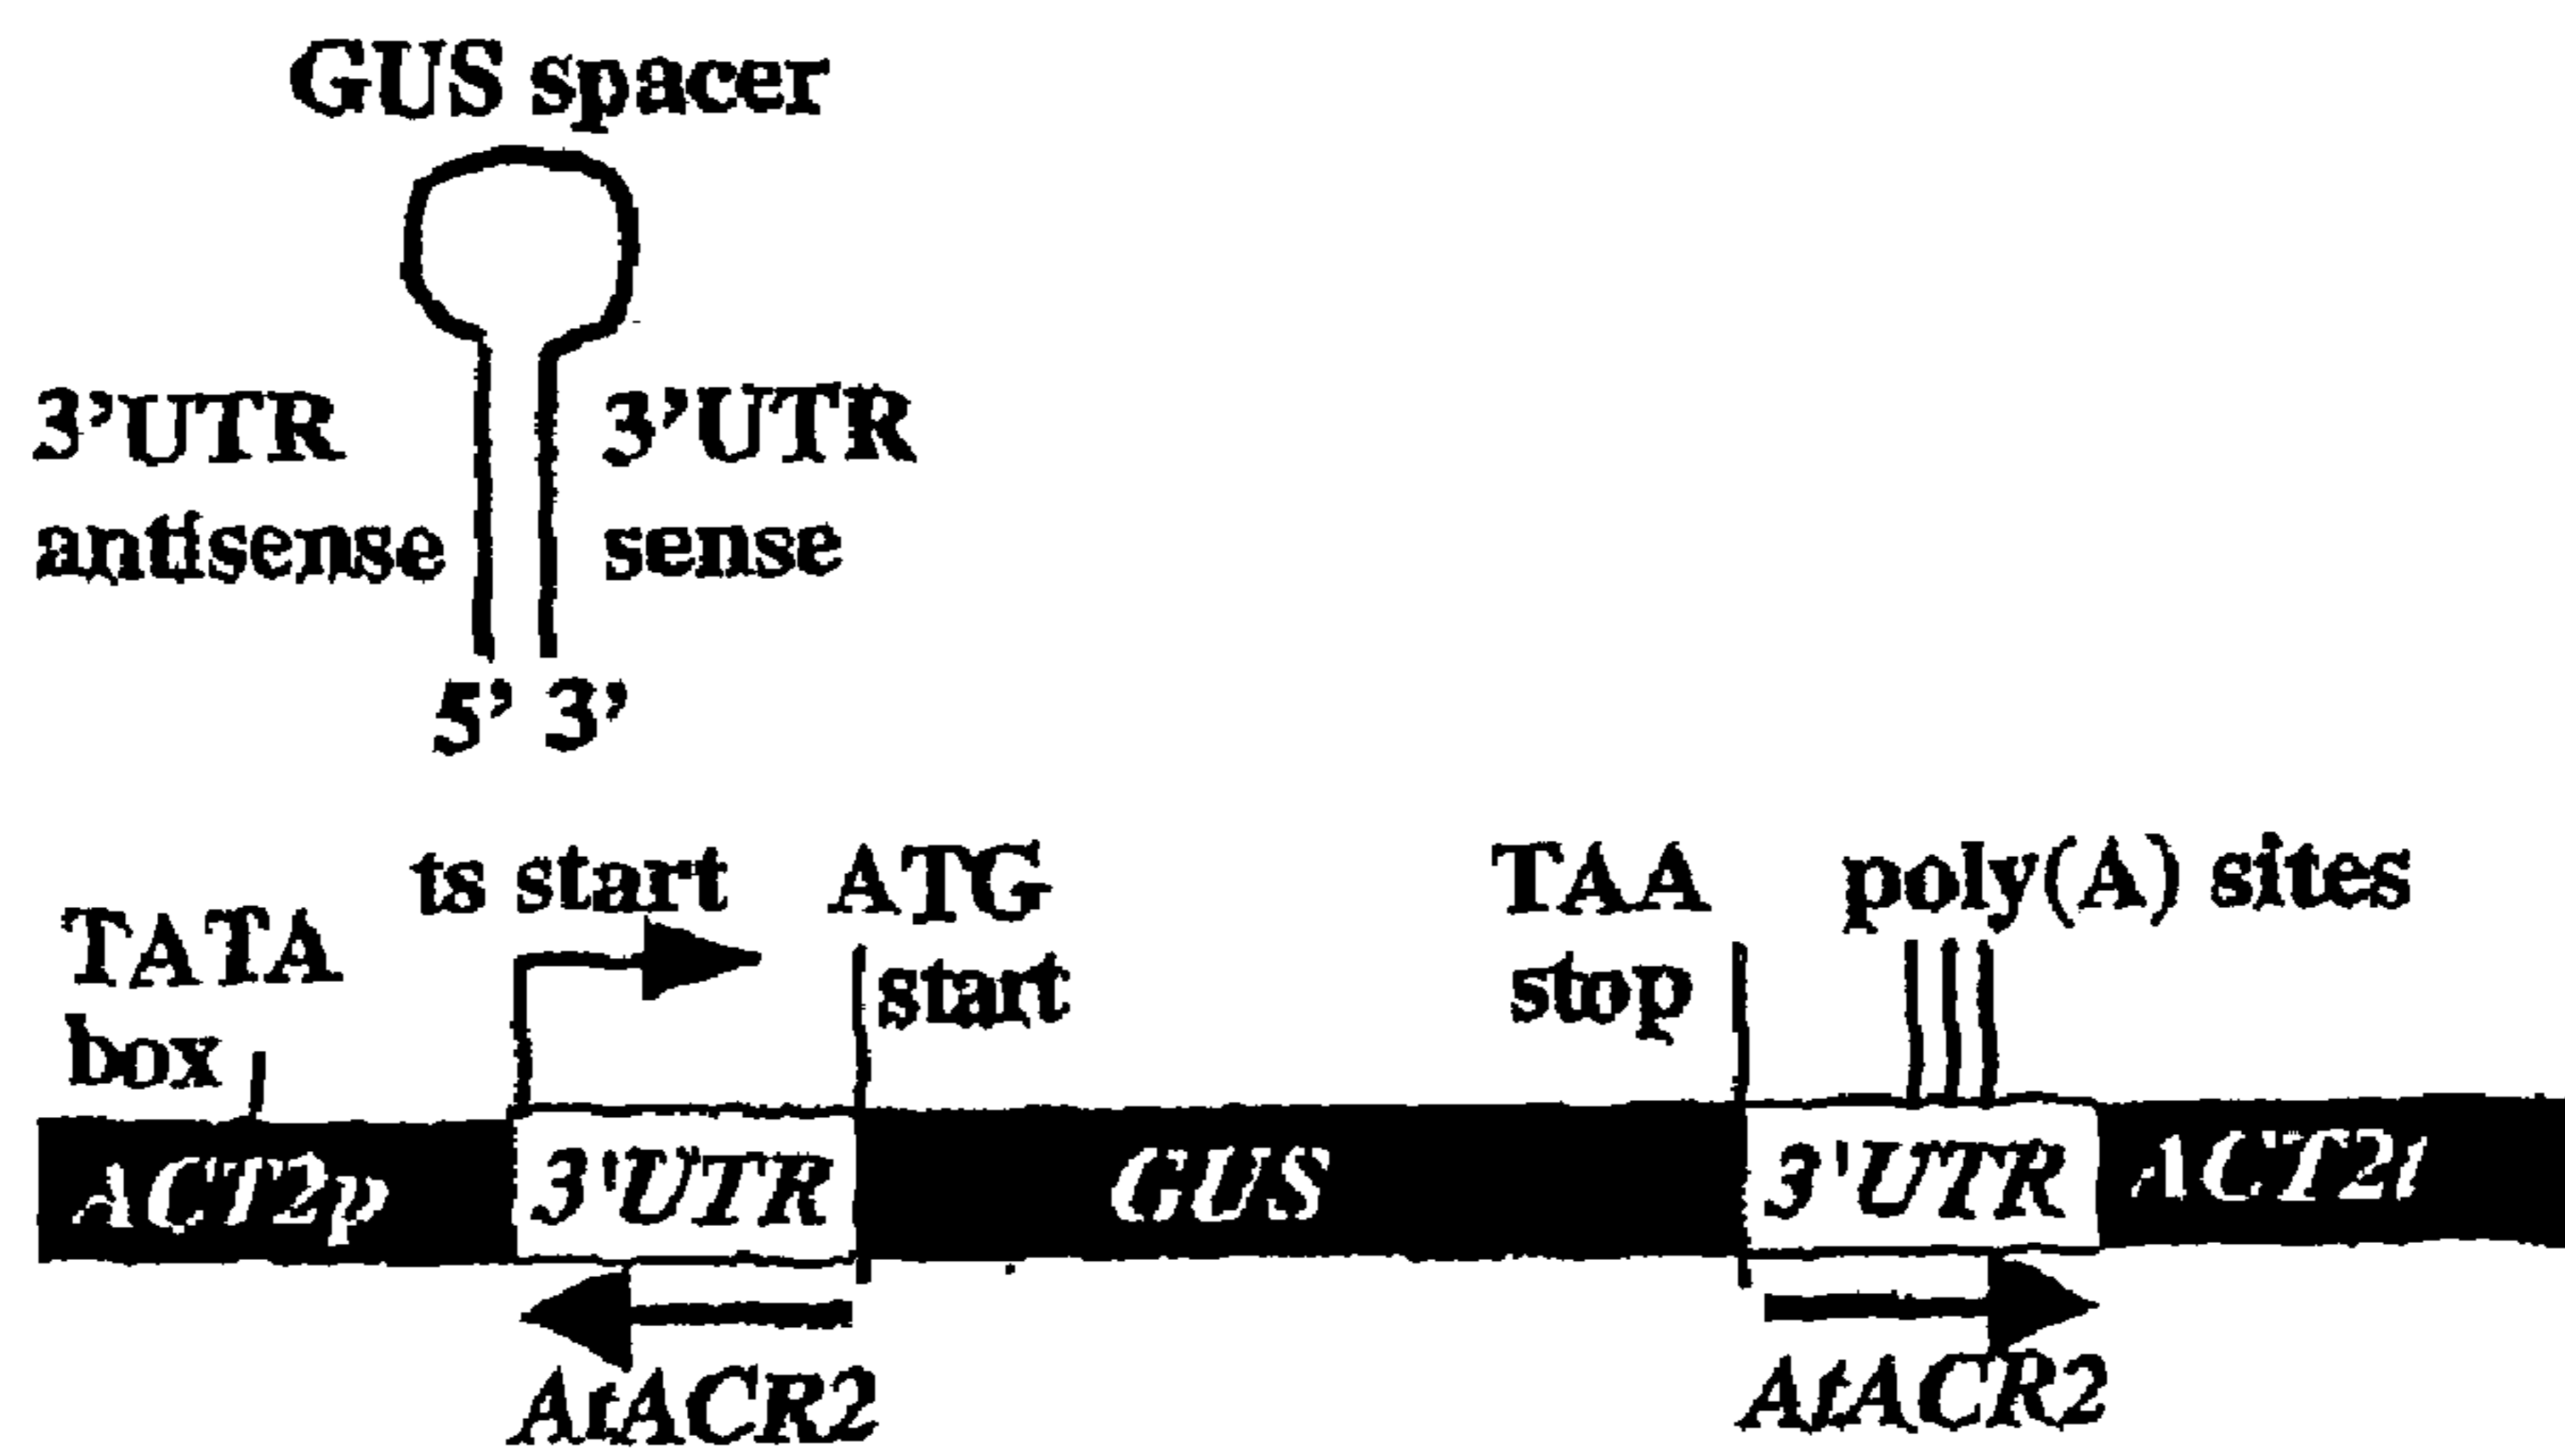 GUS spacer
3'UTR
antisense
3'UTR
sense
5' 3'
ts start
ATG
start
TAA
stop
poly(A) sites
TATA
box
ACT2p
3'UTR
GUS
3'UTR
ACT2t
AtACR2
AtACR2